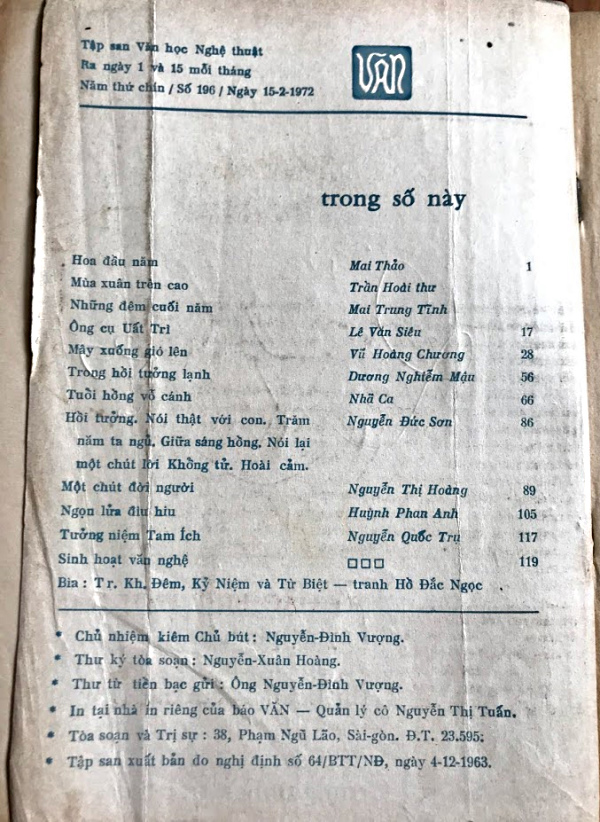 Tập san Văn học Nghệ thuật
Ra ngày 1 và 15 mỗi tháng
Năm thứ chín / Số 196 / Ngày 15-2-1972
VĂN
trong số này
Hoa đầu năm Mai Thảo 1
Mùa xuân trên cao Trần Hoài thư
Những đêm cuối năm Mai Trung Tĩnh
Ông cụ Uất Trì Lê Văn Siêu 17
Mây xuống gió lên Vũ Hoàng Chương 28
Trong hồi tưởng lạnh Dương Nghiễm Mậu 56
Tuổi hồng vỗ cánh Nhã Ca 66
Hồi tưởng. Nói thật với con. Trăm Nguyễn Đức Sơn 86
năm ta ngủ. Giữa sáng hồng. Nói lại
một chút lời Khổng tử. Hoài cảm.
Một chút đời người Nguyễn Thị Hoàng 89
Ngọn lửa đìu hiu Huỳnh Phan Anh 105
Tưởng niệm Tam Ích Nguyễn Quốc Trụ 117
Sinh hoạt văn nghệ □□□ 119
Bìa : Tr. Kh. Đêm, Kỷ Niệm và Từ Biệt — tranh Hồ Đắc Ngọc
* Chủ nhiệm kiêm Chủ bút : Nguyễn-Đình Vượng.
* Thư ký tòa soạn : Nguyễn-Xuân Hoàng.
* Thư từ tiền bạc gửi : Ông Nguyễn-Đình Vượng.
* In tại nhà in riêng của báo VĂN — Quản lý cô Nguyễn Thị Tuấn.
* Tòa soạn và Trị sự : 38, Phạm Ngũ Lão, Sài-gòn. Đ.T. 23.595.
* Tập san xuất bản do nghị định số 64/BTT/NĐ, ngày 4-12-1963.